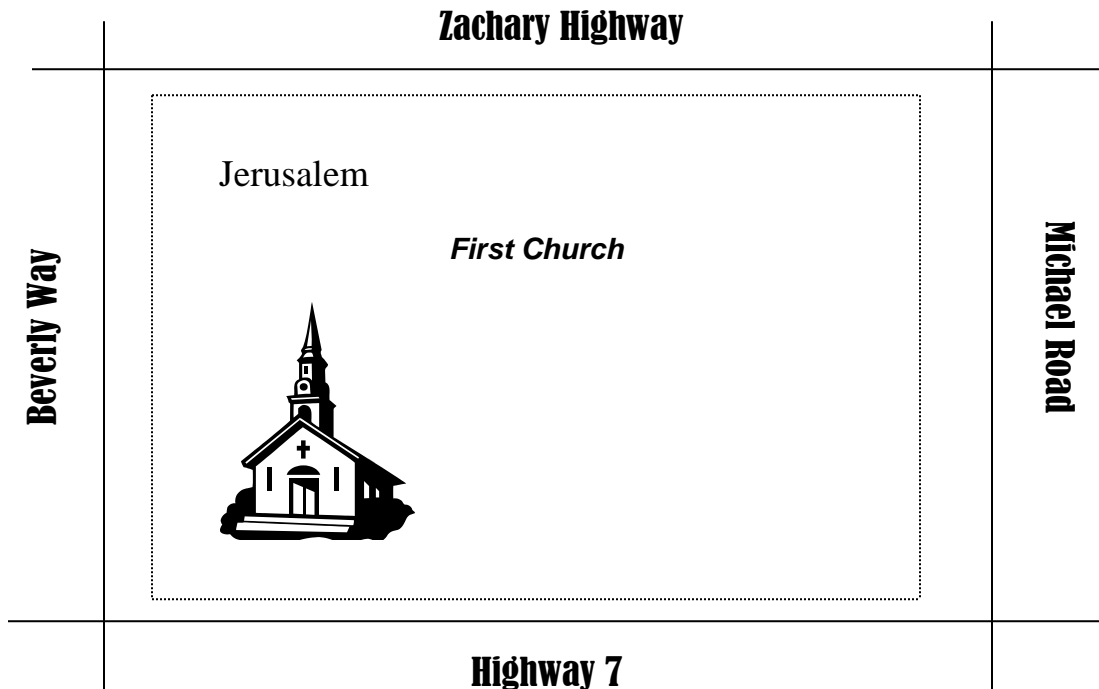 Zachary Highway
Jerusalem
First Church
Beverly Way
Michael Road
Highway 7